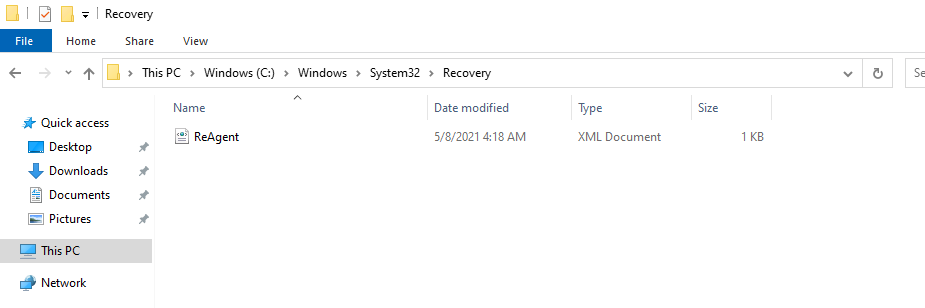 Recovery
File Home Share View
This PC Windows (C:) Windows System32 Recovery Se
Name Date modified Type Size
Quick access
ReAgent 5/8/2021 4:18 AM XML Document 1 KB
Desktop
Downloads
Documents
Pictures
This PC
Network